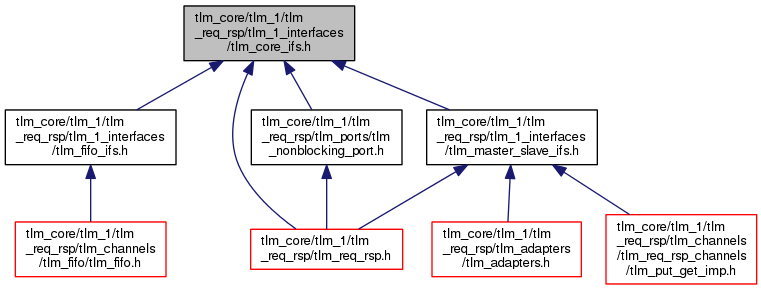 tlm_core/tlm_1/tlm
_req_rsp/tlm_1_interfaces
/tlm_core_ifs.h
tlm_core/tlm_1/tlm
_req_rsp/tlm_1_interfaces
/tlm_fifo_ifs.h
tlm_core/tlm_1/tlm
_req_rsp/tlm_ports/tlm
_nonblocking_port.h
tlm_core/tlm_1/tlm
_req_rsp/tlm_1_interfaces
/tlm_master_slave_ifs.h
tlm_core/tlm_1/tlm
_req_rsp/tlm_channels
/tlm_fifo/tlm_fifo.h
tlm_core/tlm_1/tlm
_req_rsp/tlm_req_rsp.h
tlm_core/tlm_1/tlm
_req_rsp/tlm_adapters
/tlm_adapters.h
tlm_core/tlm_1/tlm
_req_rsp/tlm_channels
/tlm_req_rsp_channels
/tlm_put_get_imp.h